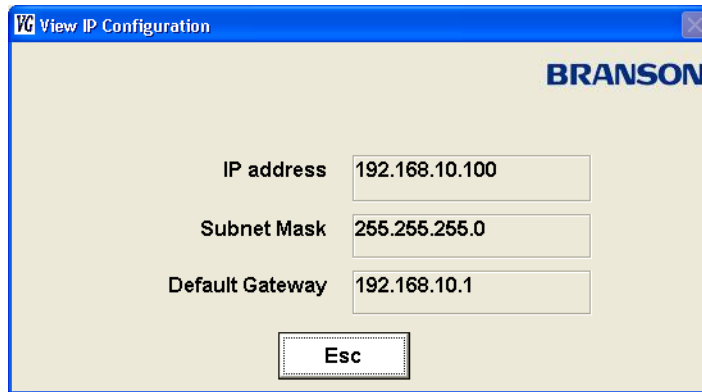 VG View IP Configuration
BRANSON
IP address 192.168.10.100
Subnet Mask 255.255.255.0
Default Gateway 192.168.10.1
Esc